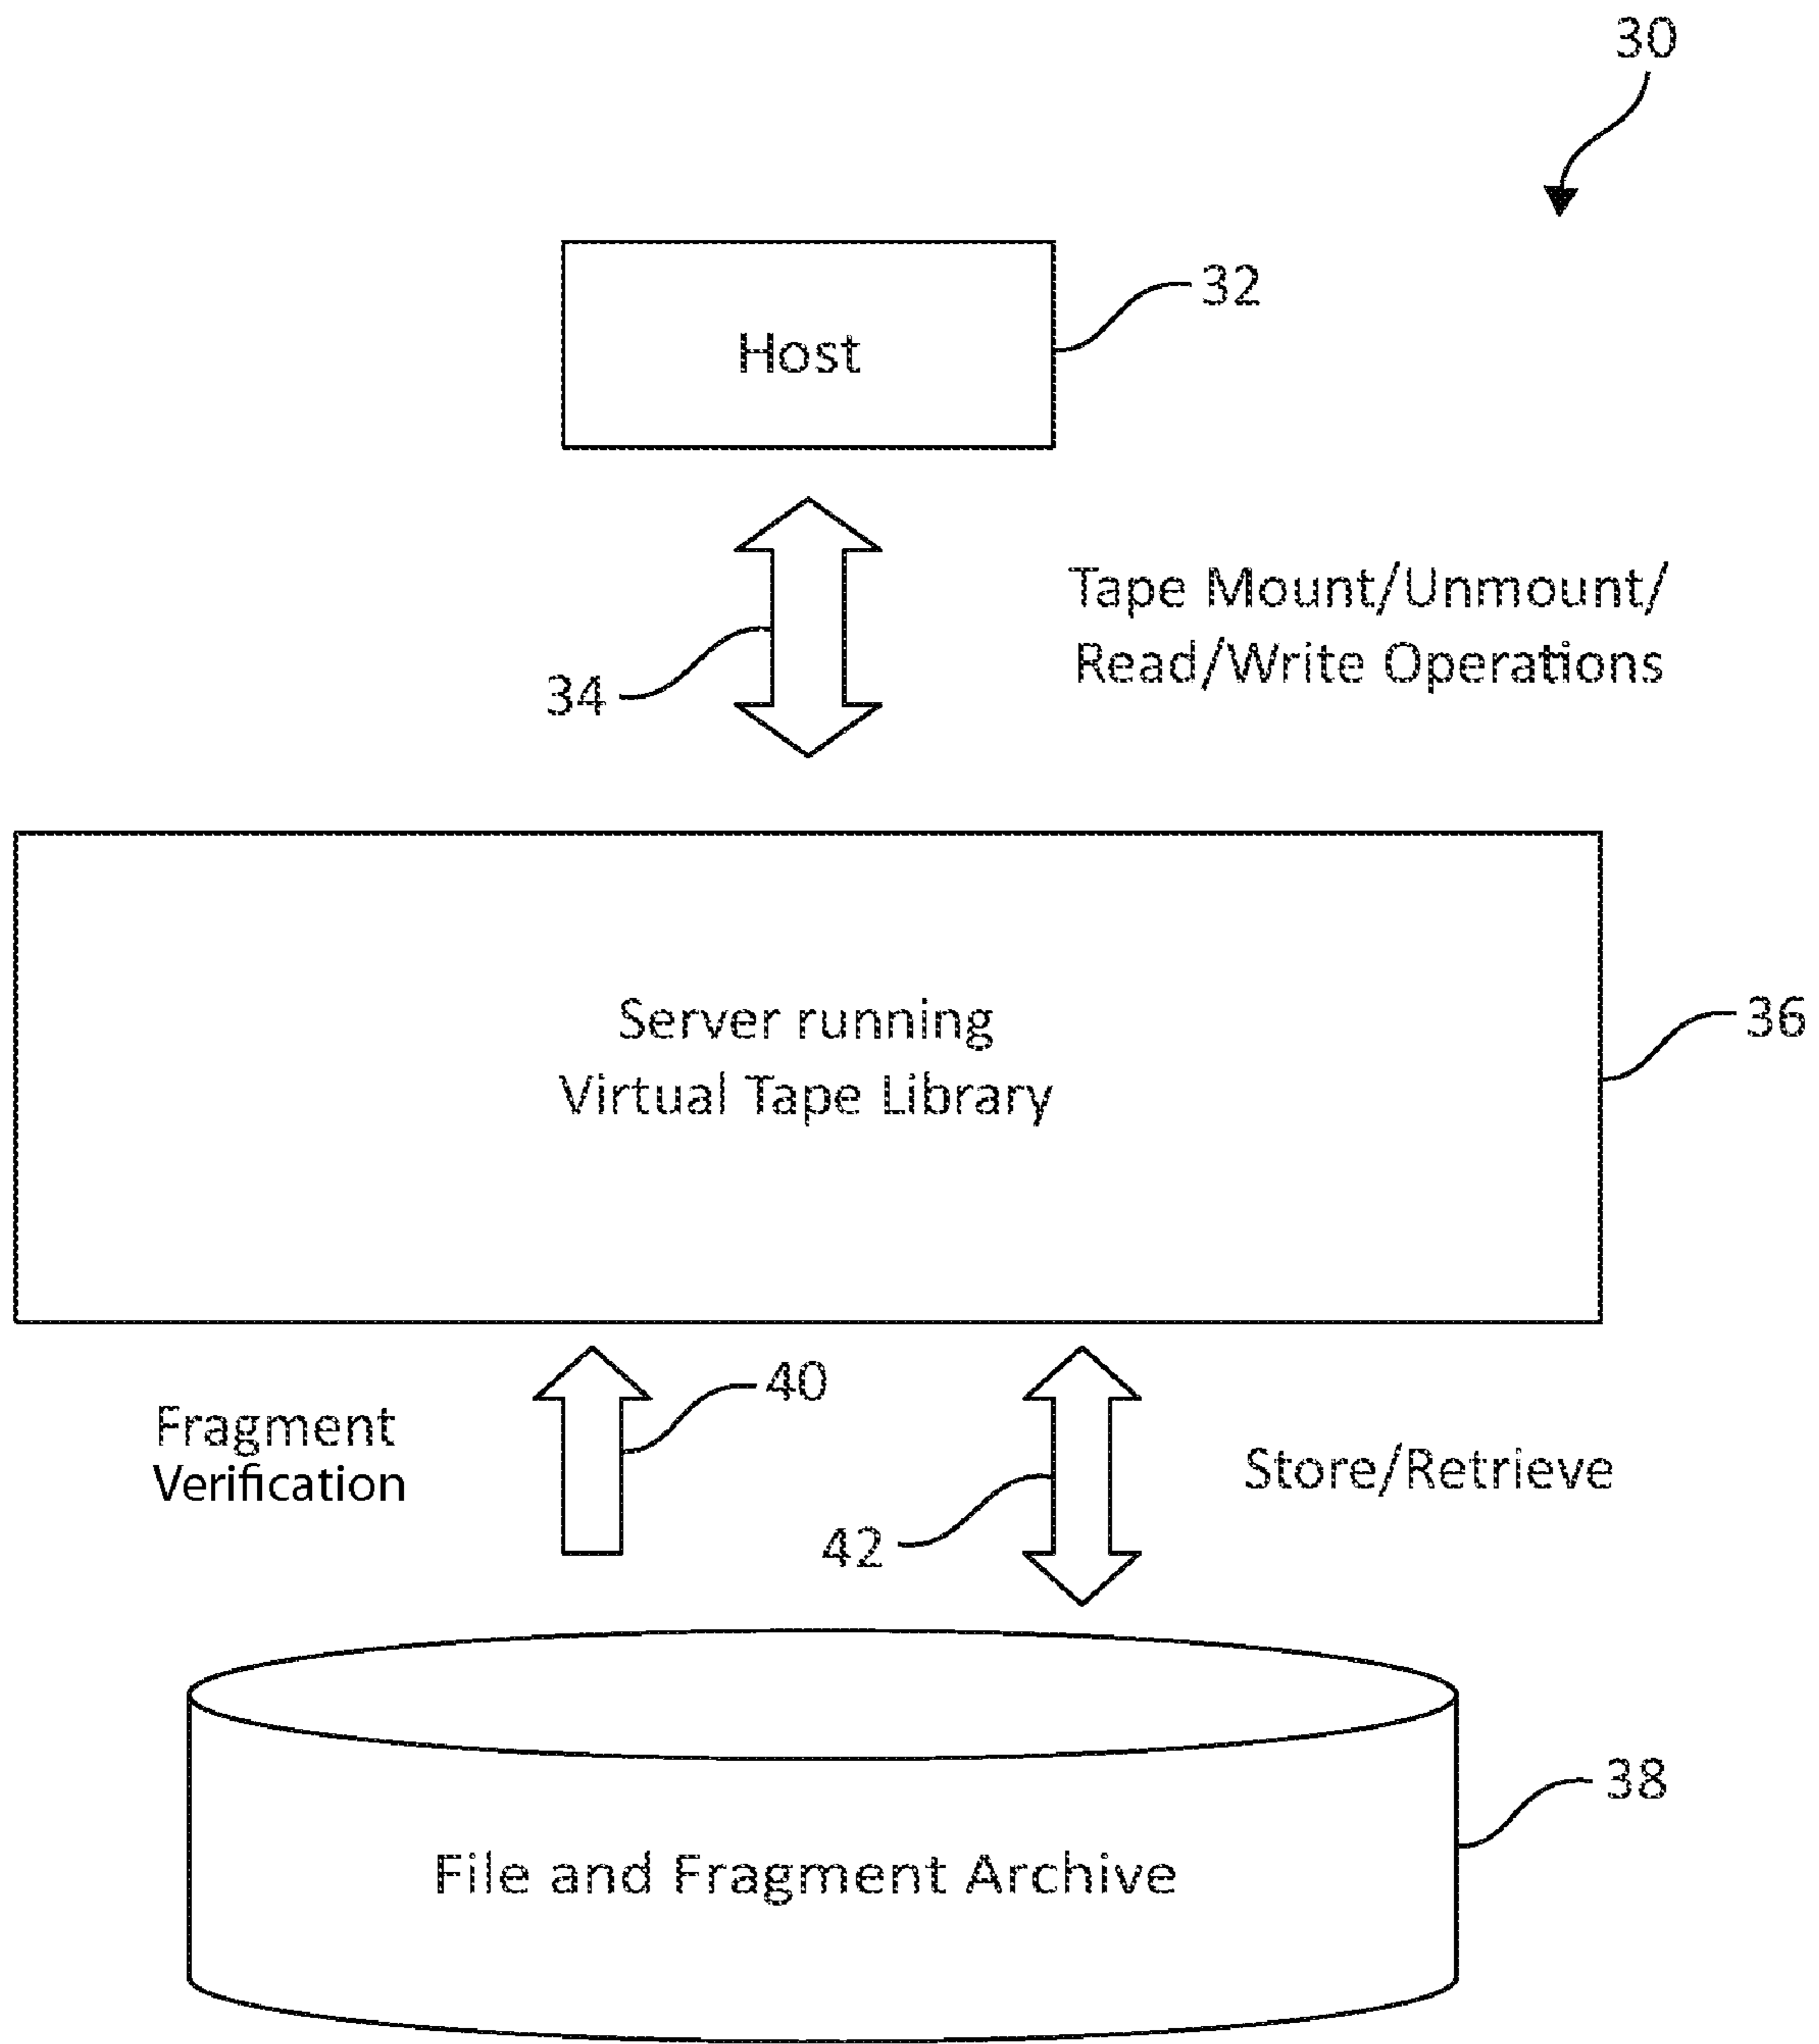 30
32
Host
Tape Mount/Unmount/
Read/Write Operations
34
Server running
Virtual Tape Library
36
40
Fragment
Verification
Store/Retrieve
42
38
File and Fragment Archive